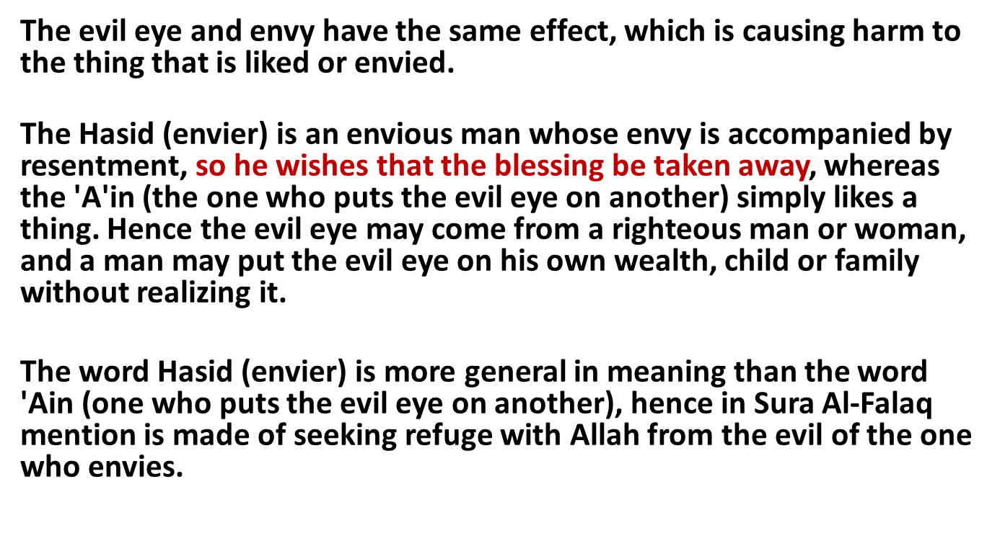 The evil eye and envy have the same effect, which is causing harm to
the thing that is liked or envied.
The Hasid (envier) is an envious man whose envy is accompanied by
resentment, so he wishes that the blessing be taken away, whereas
the 'A'in (the one who puts the evil eye on another) simply likes a
thing. Hence the evil eye may come from a righteous man or woman,
and a man may put the evil eye on his own wealth, child or family
without realizing it.
The word Hasid (envier) is more general in meaning than the word
'Ain (one who puts the evil eye on another), hence in Sura Al-Falaq
mention is made of seeking refuge with Allah from the evil of the one
who envies.